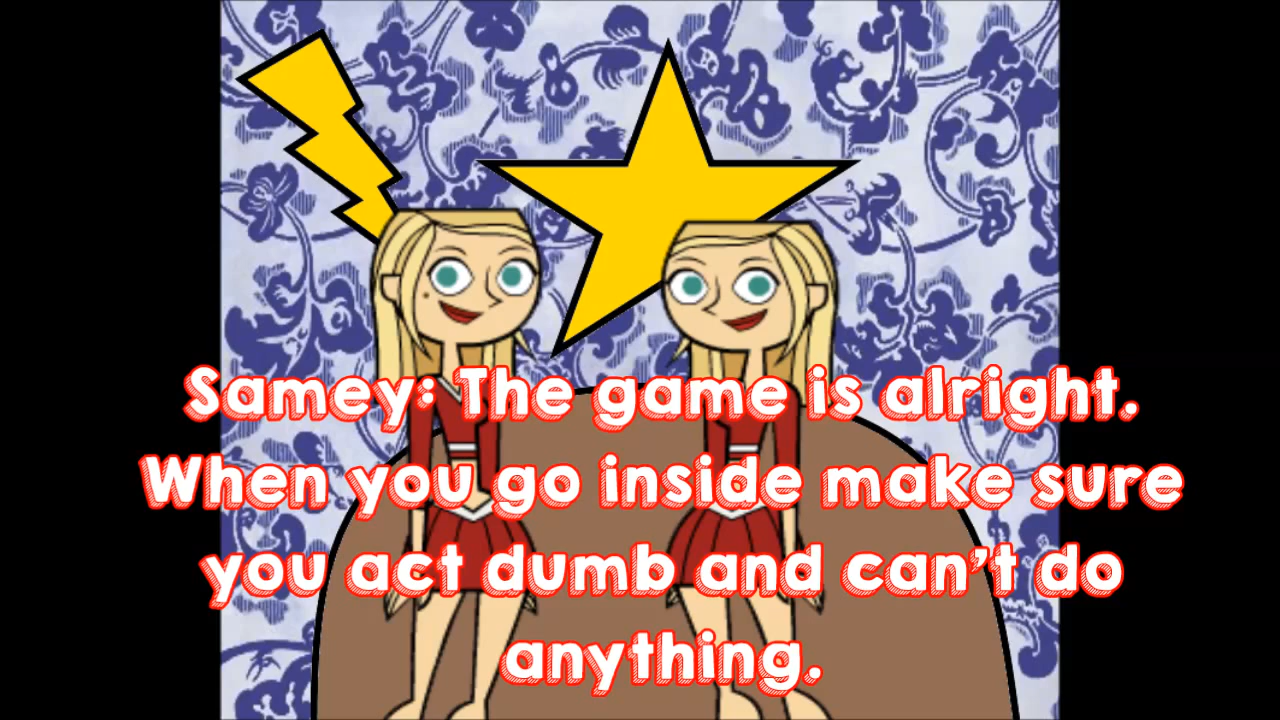 Samey: The game is alright.
When you go inside make sure
you act dumb and can't do
anything.